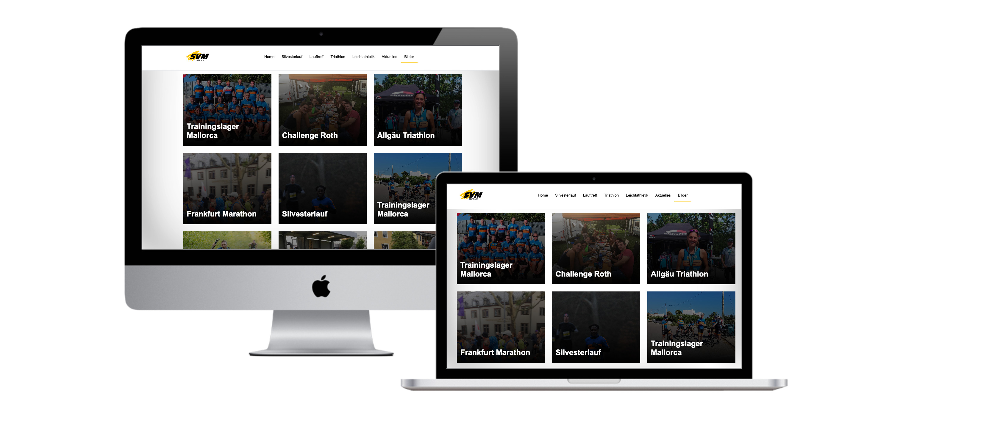 SVM
1879 e.V.
Home Silvesterlauf Lauftreff Triathlon Leichtathletik Aktuelles Bilder
skinfit
Trainingslager
Mallorca
Challenge Roth
Allgäu Triathlon
Frankfurt Marathon
Silvesterlauf
Trainingslager
Mallorca
SVM
1879 e.V.
Home Silvesterlauf Lauftreff Triathlon Leichtathletik Aktuelles Bilder
skinfit
Trainingslager
Mallorca
Challenge Roth
Allgäu Triathlon
Frankfurt Marathon
Silvesterlauf
Trainingslager
Mallorca